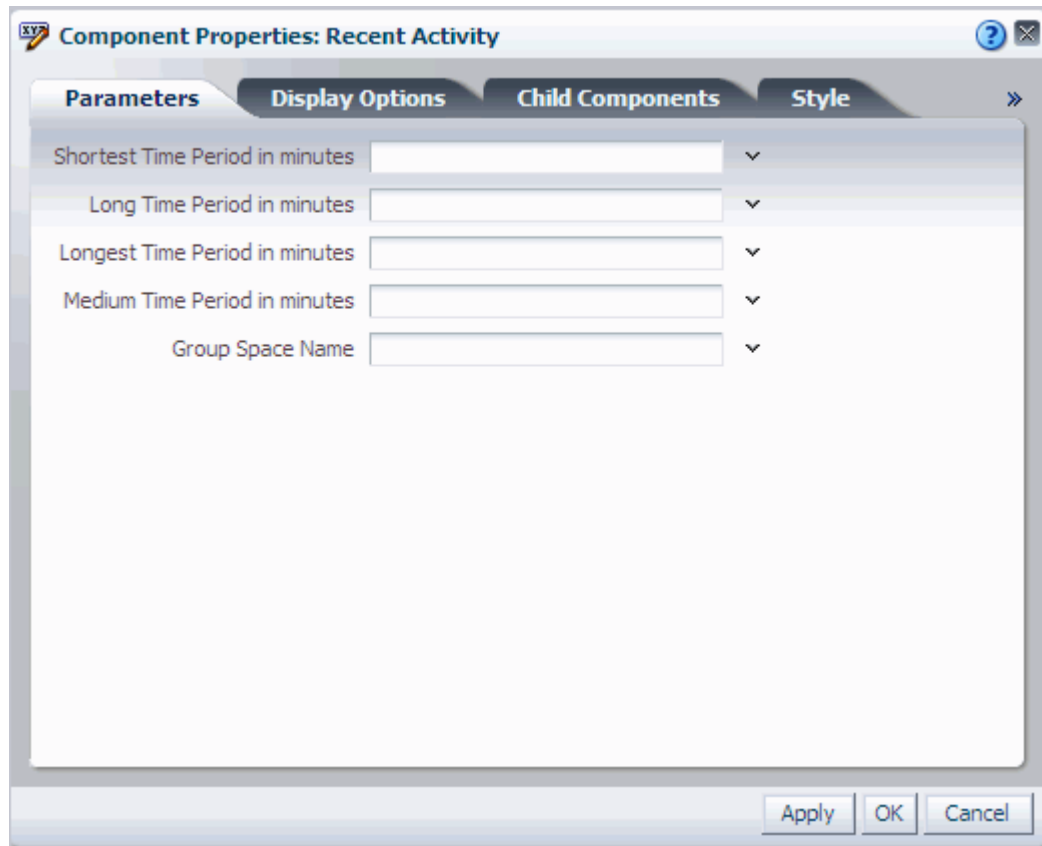 Component Properties: Recent Activity
Parameters Display Options Child Components Style »
Shortest Time Period in minutes
Long Time Period in minutes
Longest Time Period in minutes
Medium Time Period in minutes
Group Space Name
Apply OK Cancel